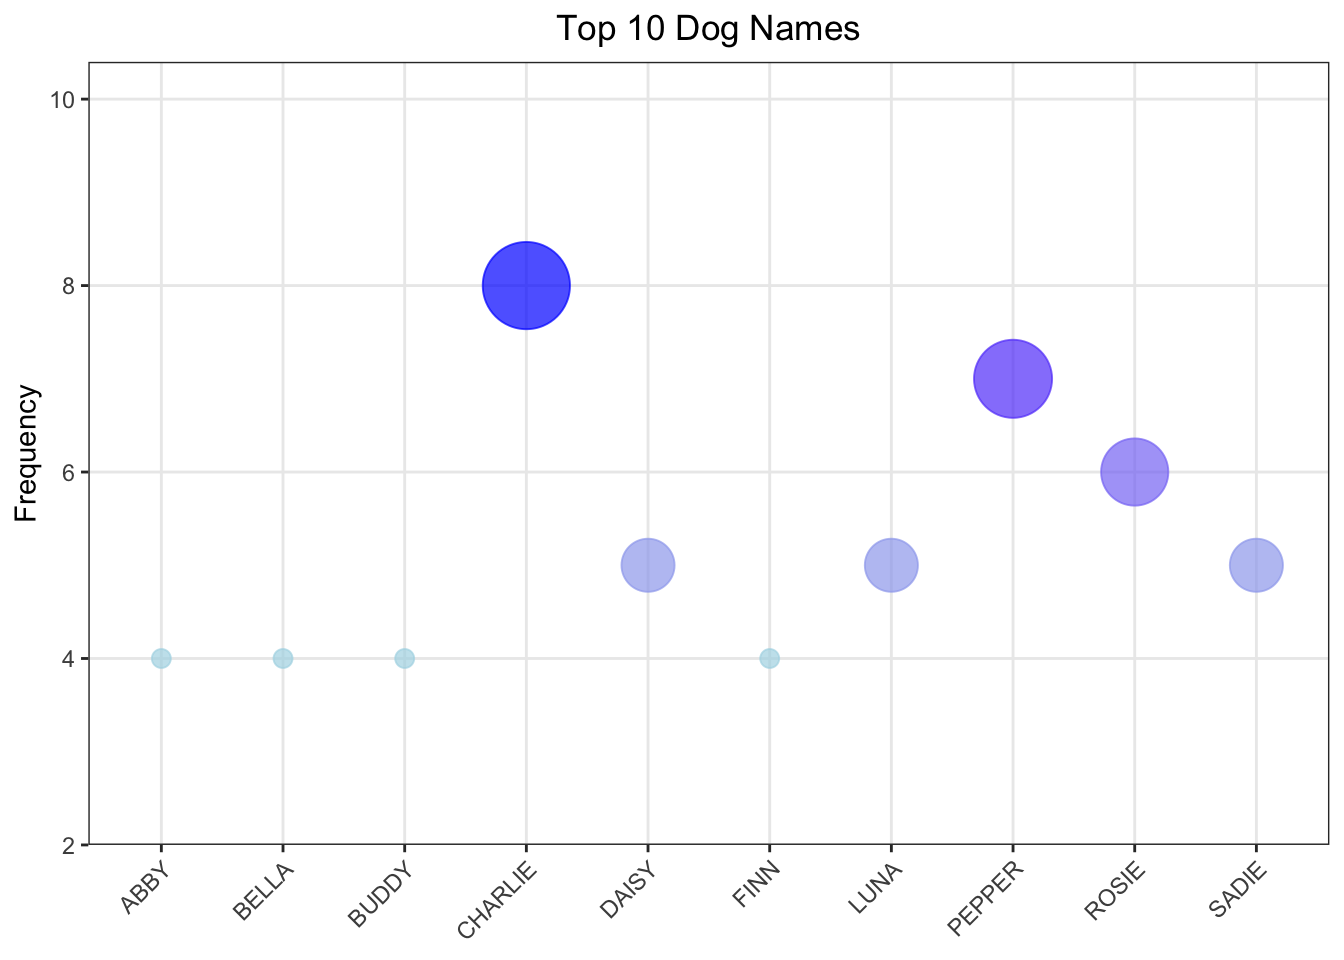 Top 10 Dog Names
Frequency
10
8
6
4
2
ABBY
BELLA
BUDDY
CHARLIE
DAISY
FINN
LUNA
PEPPER
ROSIE
SADIE